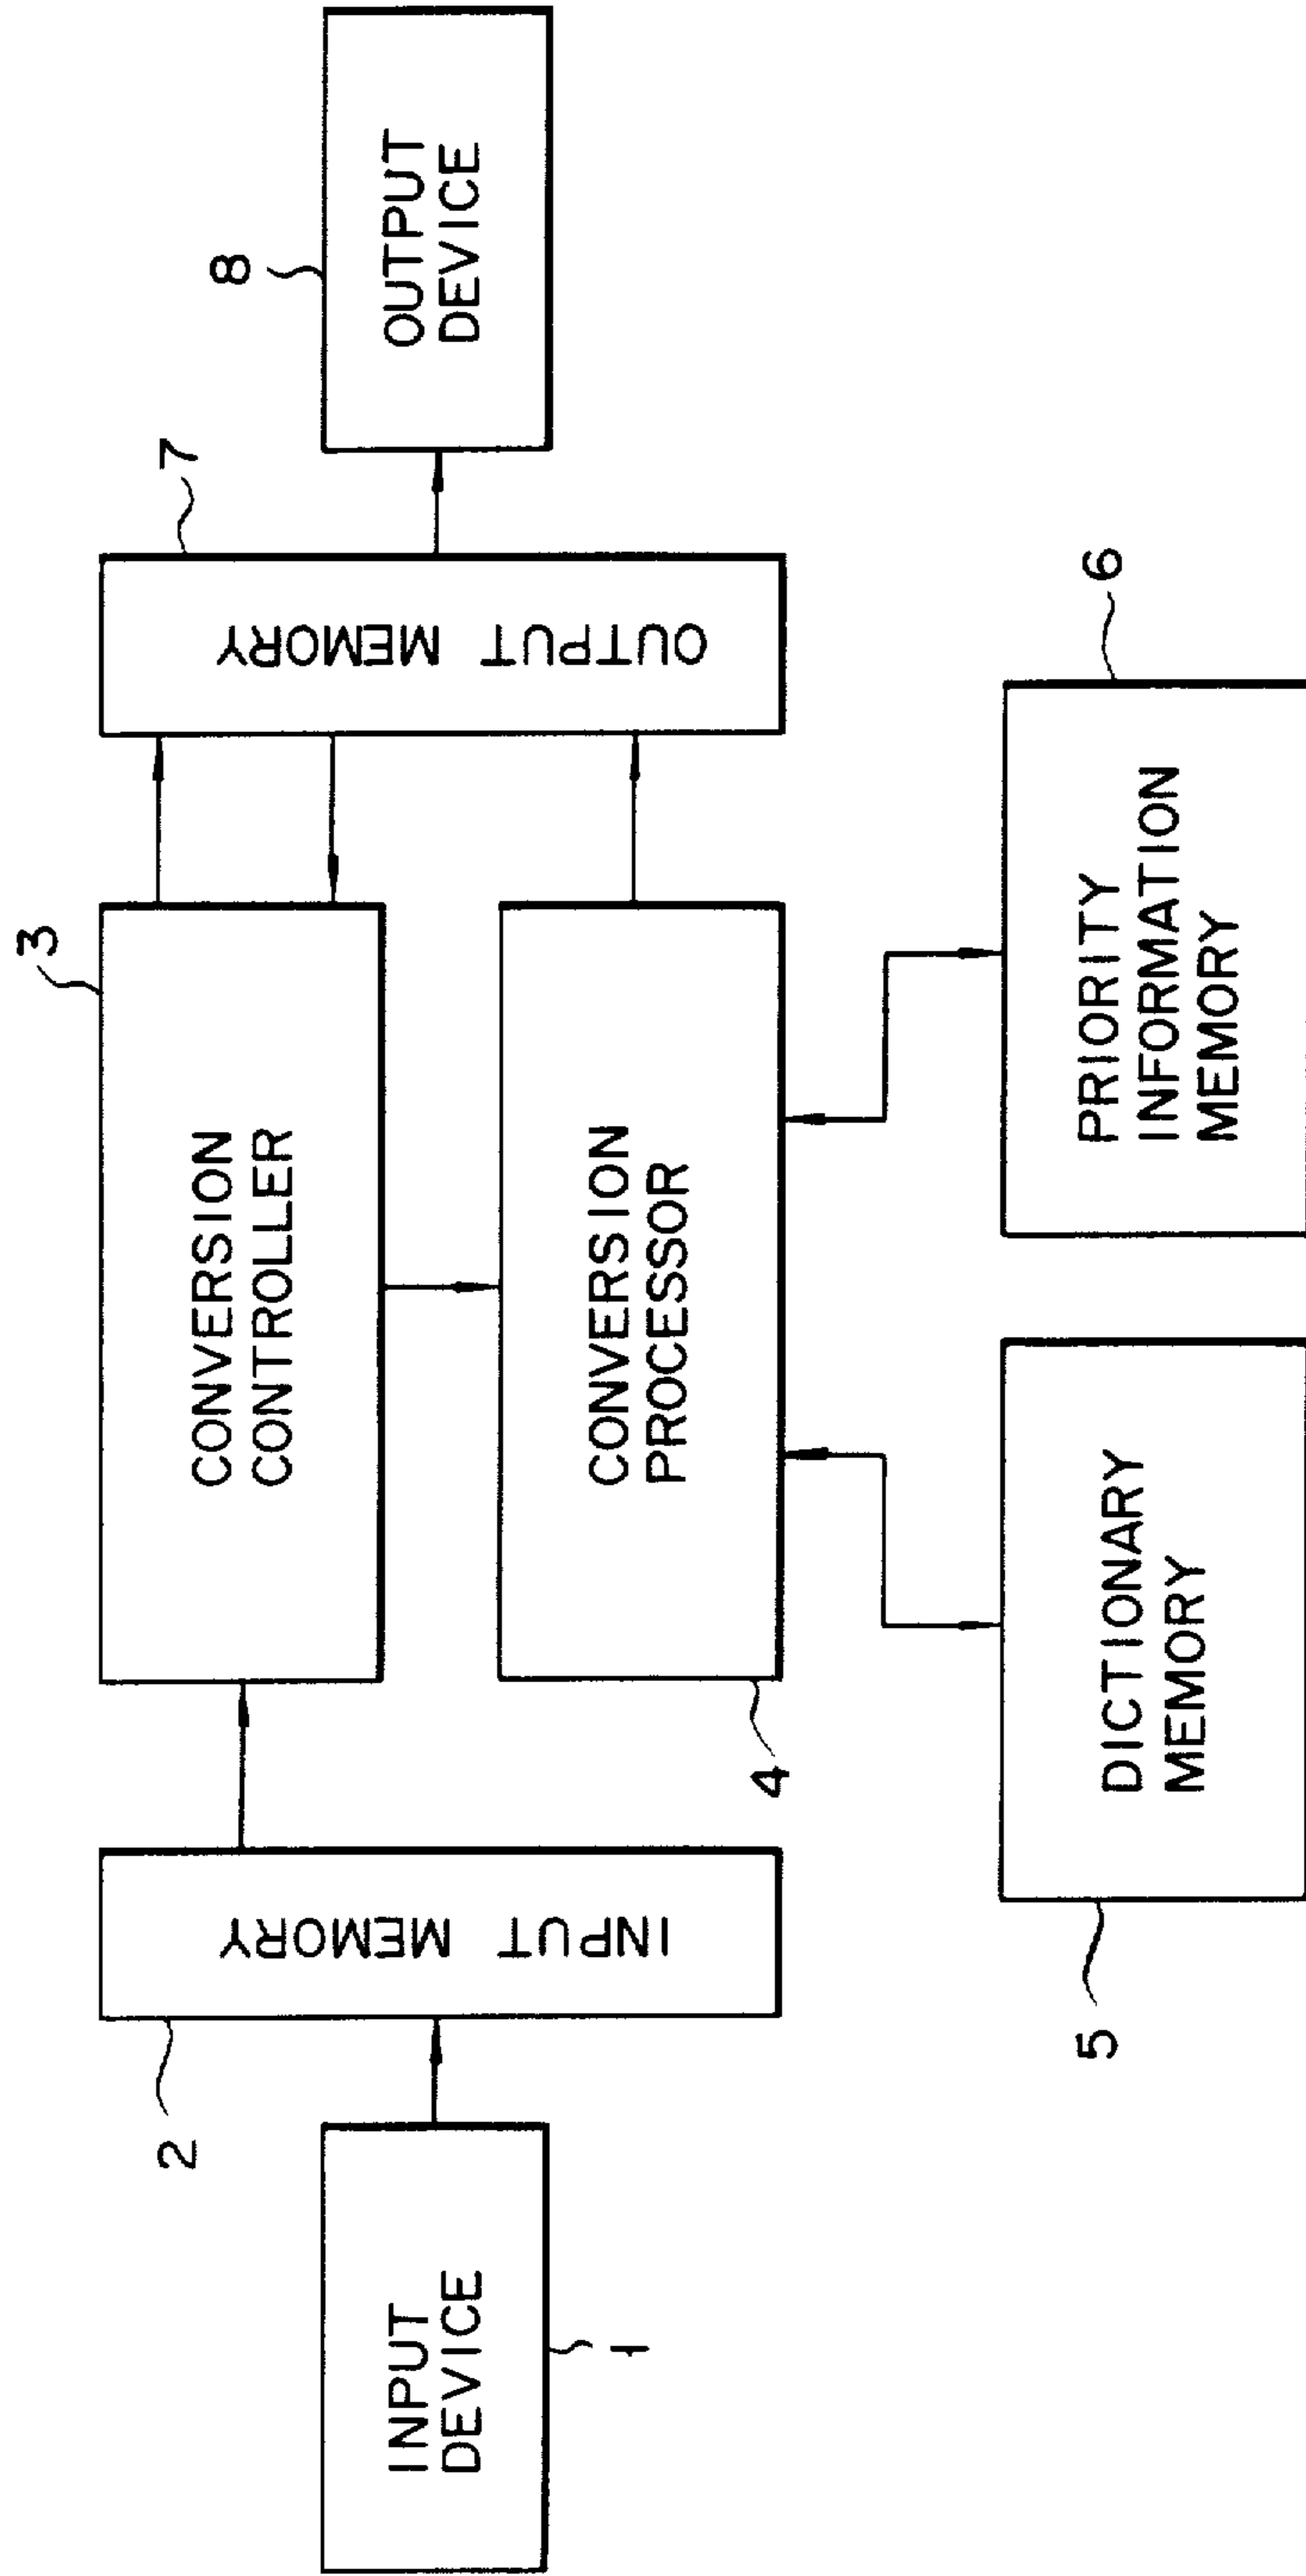 1
INPUT
DEVICE
2
INPUT MEMORY
3
CONVERSION
CONTROLLER
4
CONVERSION
PROCESSOR
5
DICTIONARY
MEMORY
6
PRIORITY
INFORMATION
MEMORY
7
OUTPUT MEMORY
8
OUTPUT
DEVICE